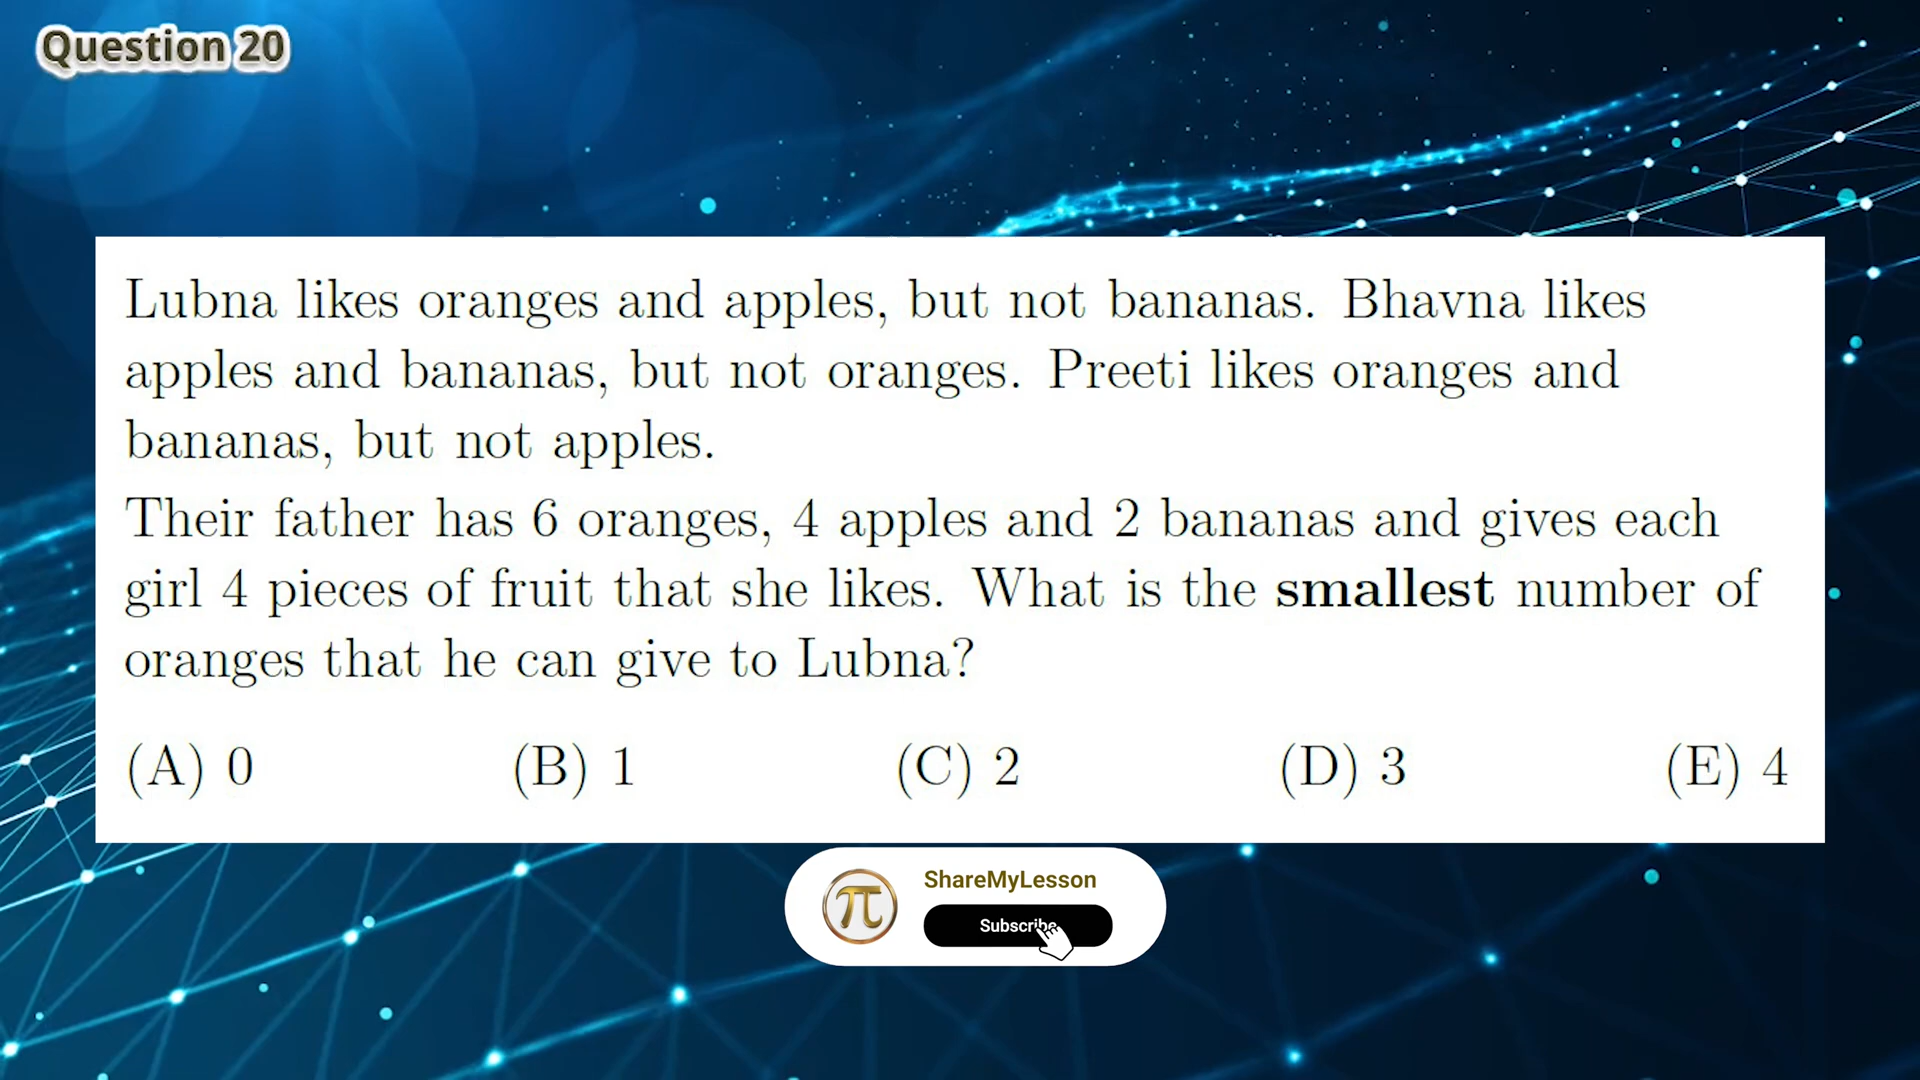 Question 20
Lubna likes oranges and apples, but not bananas. Bhavna likes
apples and bananas, but not oranges. Preeti likes oranges and
bananas, but not apples.
Their father has 6 oranges, 4 apples and 2 bananas and gives each
girl 4 pieces of fruit that she likes. What is the smallest number of
oranges that he can give to Lubna?
(A) 0 (B) 1 (C) 2 (D) 3 (E) 4
π
ShareMyLesson
Subscribe